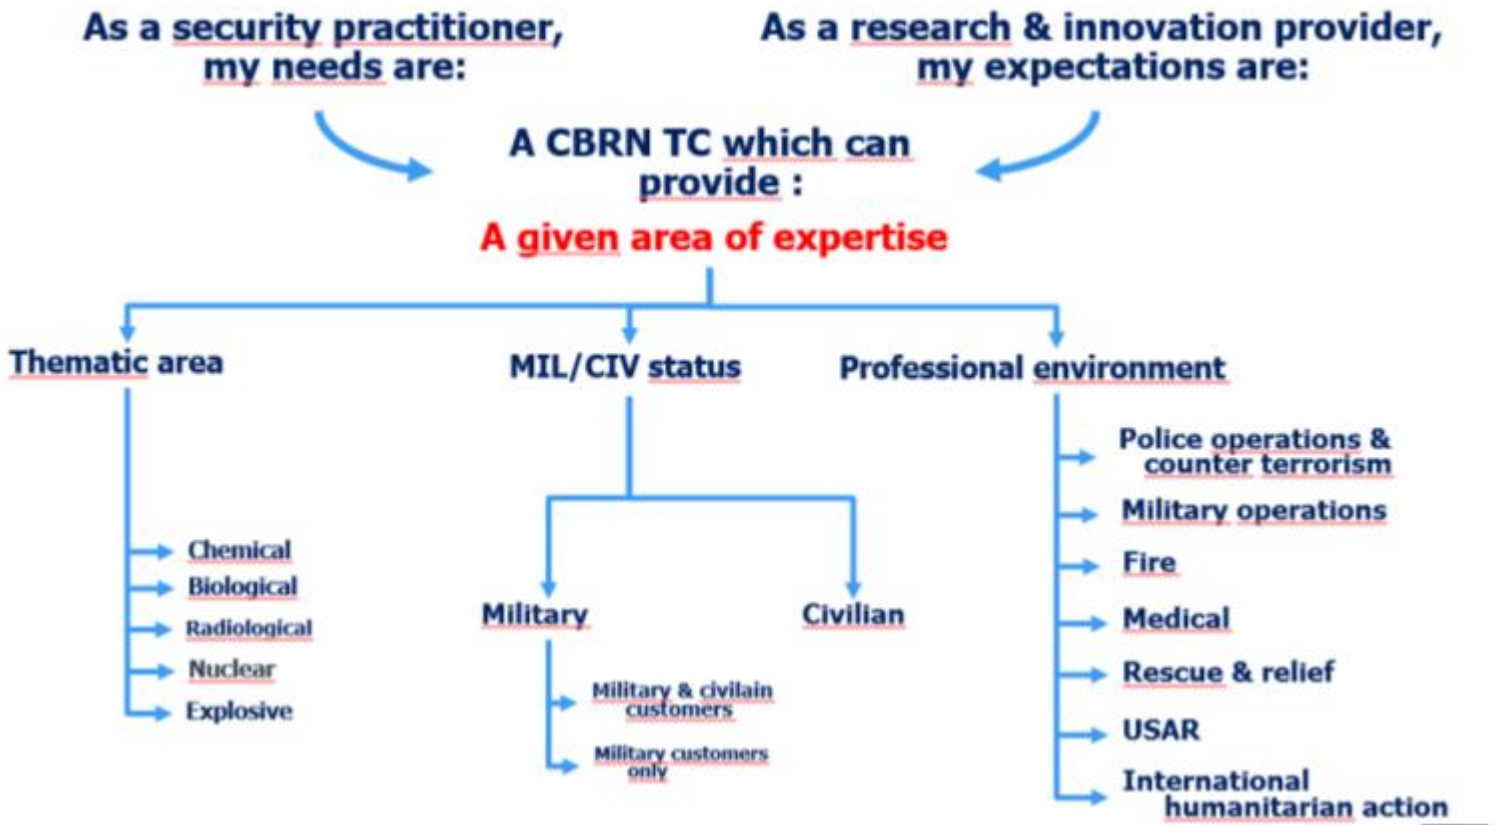 As a security practitioner,
my needs are:
As a research & innovation provider,
my expectations are:
A CBRN TC which can
provide :
A given area of expertise
Thematic area
Chemical
Biological
Radiological
Nuclear
Explosive
MIL/CIV status
Military
Military & civilain
customers
Military customers
only
Civilian
Professional environment
Police operations &
counter terrorism
Military operations
Fire
Medical
Rescue & relief
USAR
International
humanitarian action